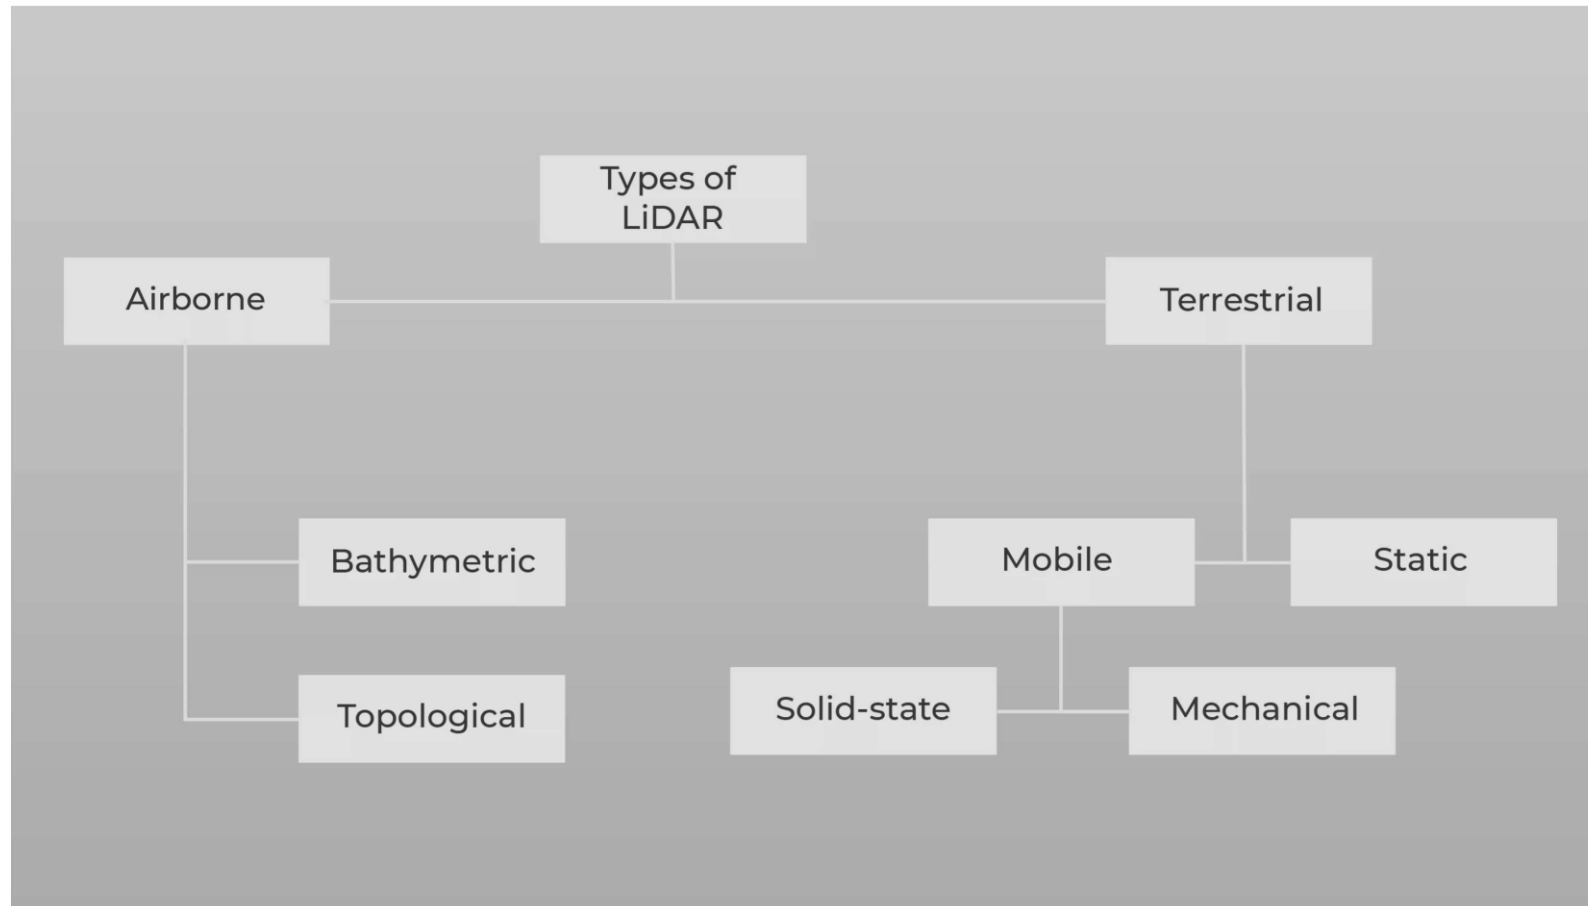 Types of
LiDAR
Airborne
Terrestrial
Bathymetric
Mobile
Static
Topological
Solid-state
Mechanical